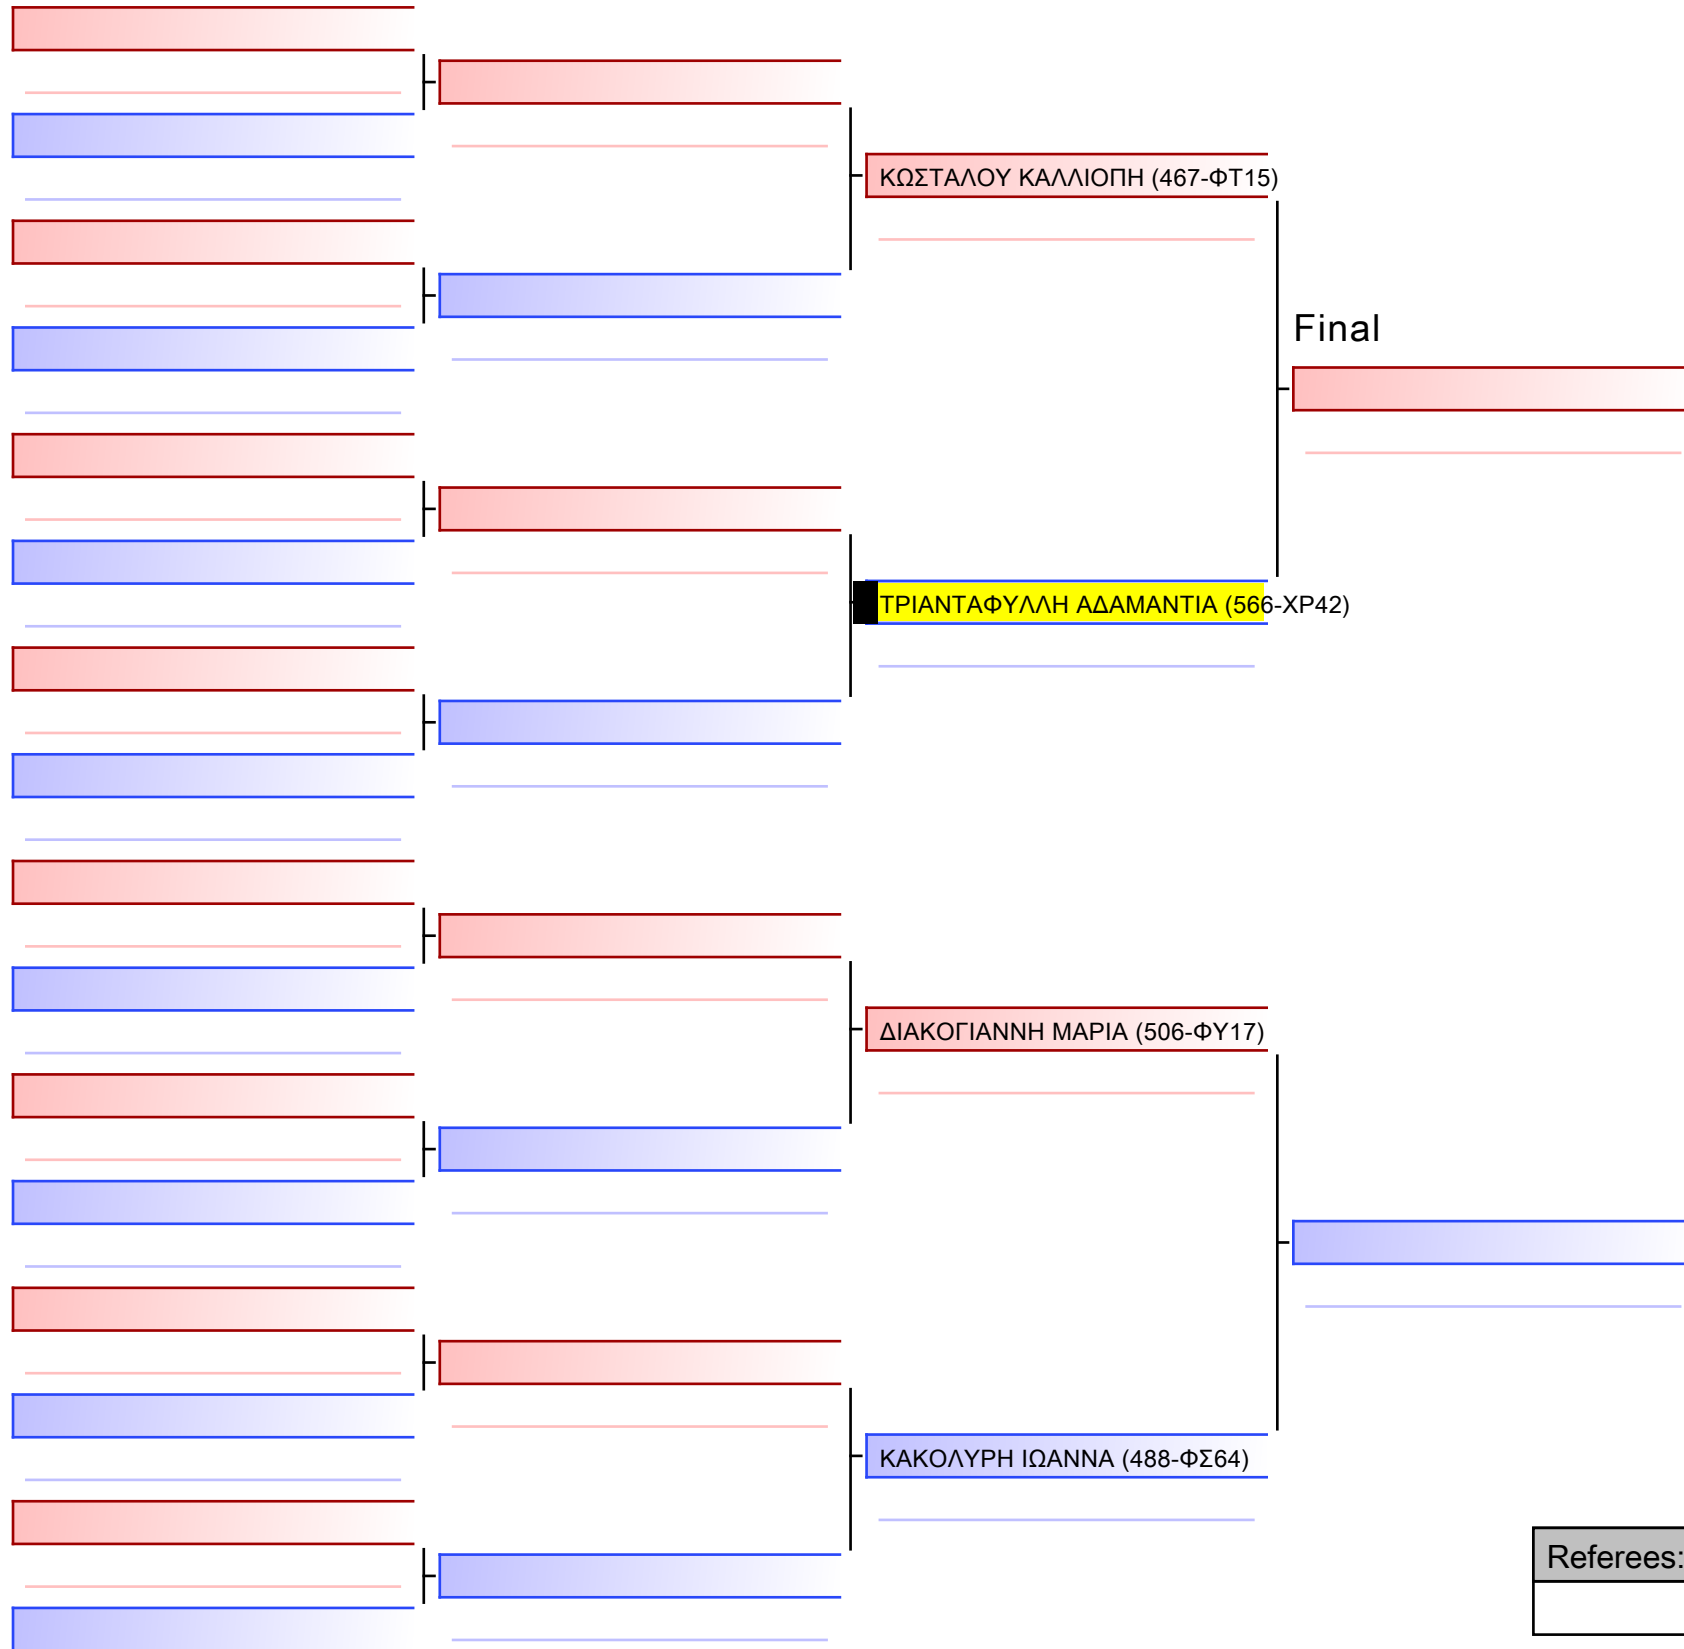 ΚΩΣΤΑΛΟΥ ΚΑΛΛΙΟΠΗ (467-ΦΤ15)
Final
ΤΡΙΑΝΤΑΦΥΛΛΗ ΑΔΑΜΑΝΤΙΑ (566-ΧΡ42)
ΔΙΑΚΟΓΙΑΝΝΗ ΜΑΡΙΑ (506-ΦΥ17)
ΚΑΚΟΛΥΡΗ ΙΩΑΝΝΑ (488-ΦΣ64)
Referees: